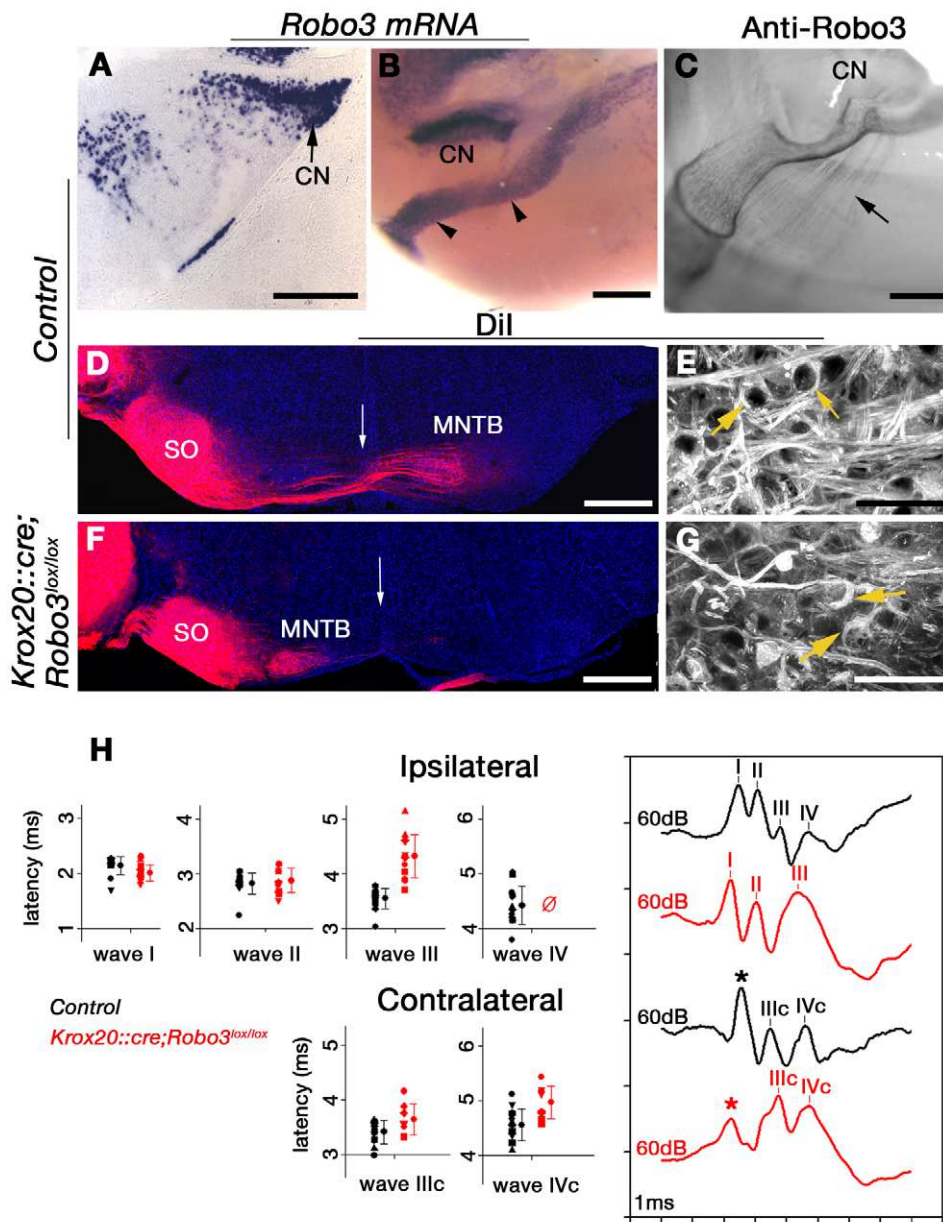 Robo3 mRNA
Anti-Robo3
A
B
C
CN
CN
CN
Control
DiI
D
SO
MNTB
E
Krox20::cre;
Robo3lox/lox
F
SO
MNTB
G
H
Ipsilateral
latency (ms)
3
2
1
wave I
4
3
2
wave II
5
4
3
wave III
6
5
4
Ø
wave IV
Control
Krox20::cre;Robo3lox/lox
Contralateral
latency (ms)
5
4
3
wave IIIc
6
5
4
wave IVc
60dB
I
II
III
IV
60dB
I
II
III
60dB
*
IIIc
IVc
60dB
*
IIIc
IVc
1ms